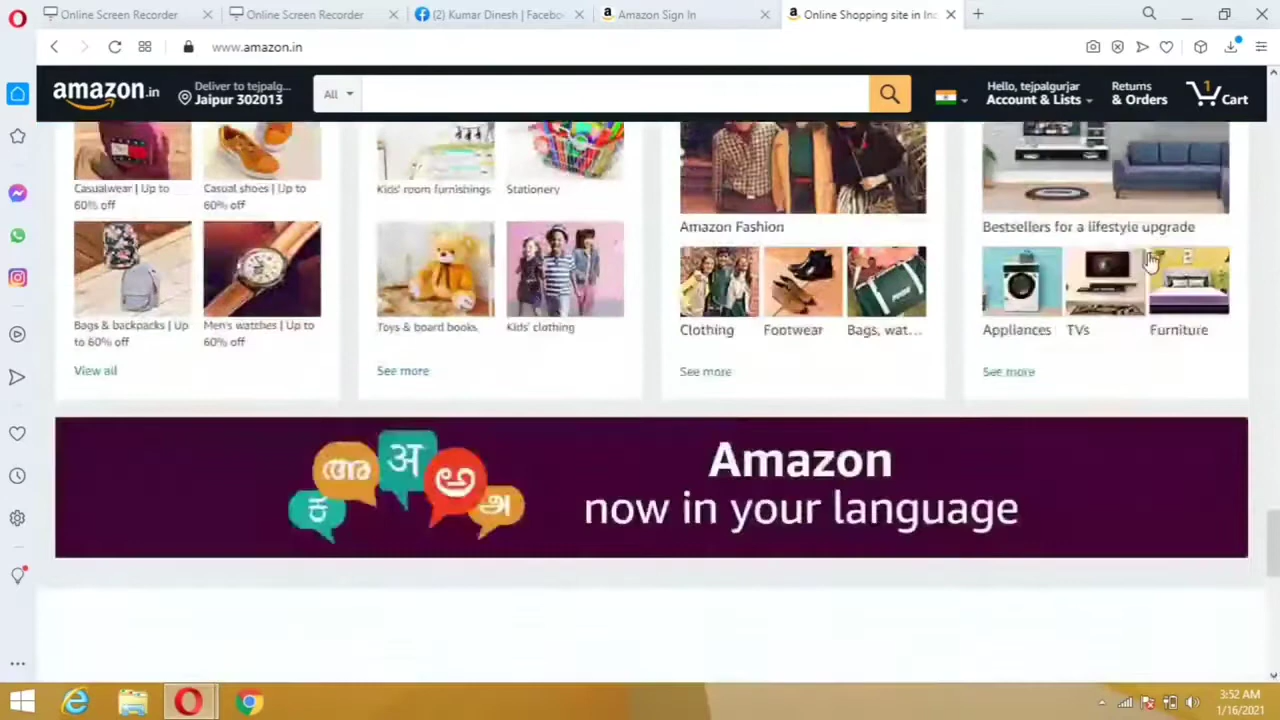 Online Screen Recorder
Online Screen Recorder
(2) Kumar Dinesh | Facebo
Amazon Sign In
Online Shopping site in Ind
www.amazon.in
amazon.in
Deliver to tejpalg...
Jaipur 302013
All
Hello, tejpalgurjar
Account & Lists
Returns
& Orders
1
Cart
Casualwear | Up to
60% off
Casual shoes | Up to
60% off
Kids' room furnishings
Stationery
Amazon Fashion
Bestsellers for a lifestyle upgrade
Bags & backpacks | Up
to 60% off
Men's watches | Up to
60% off
Toys & board books
Kids' clothing
Clothing
Footwear
Bags, wat...
Appliances
TVs
Furniture
View all
See more
See more
See more
ക
അ
अ
అ
அ
Amazon
now in your language
3:52 AM
1/16/2021